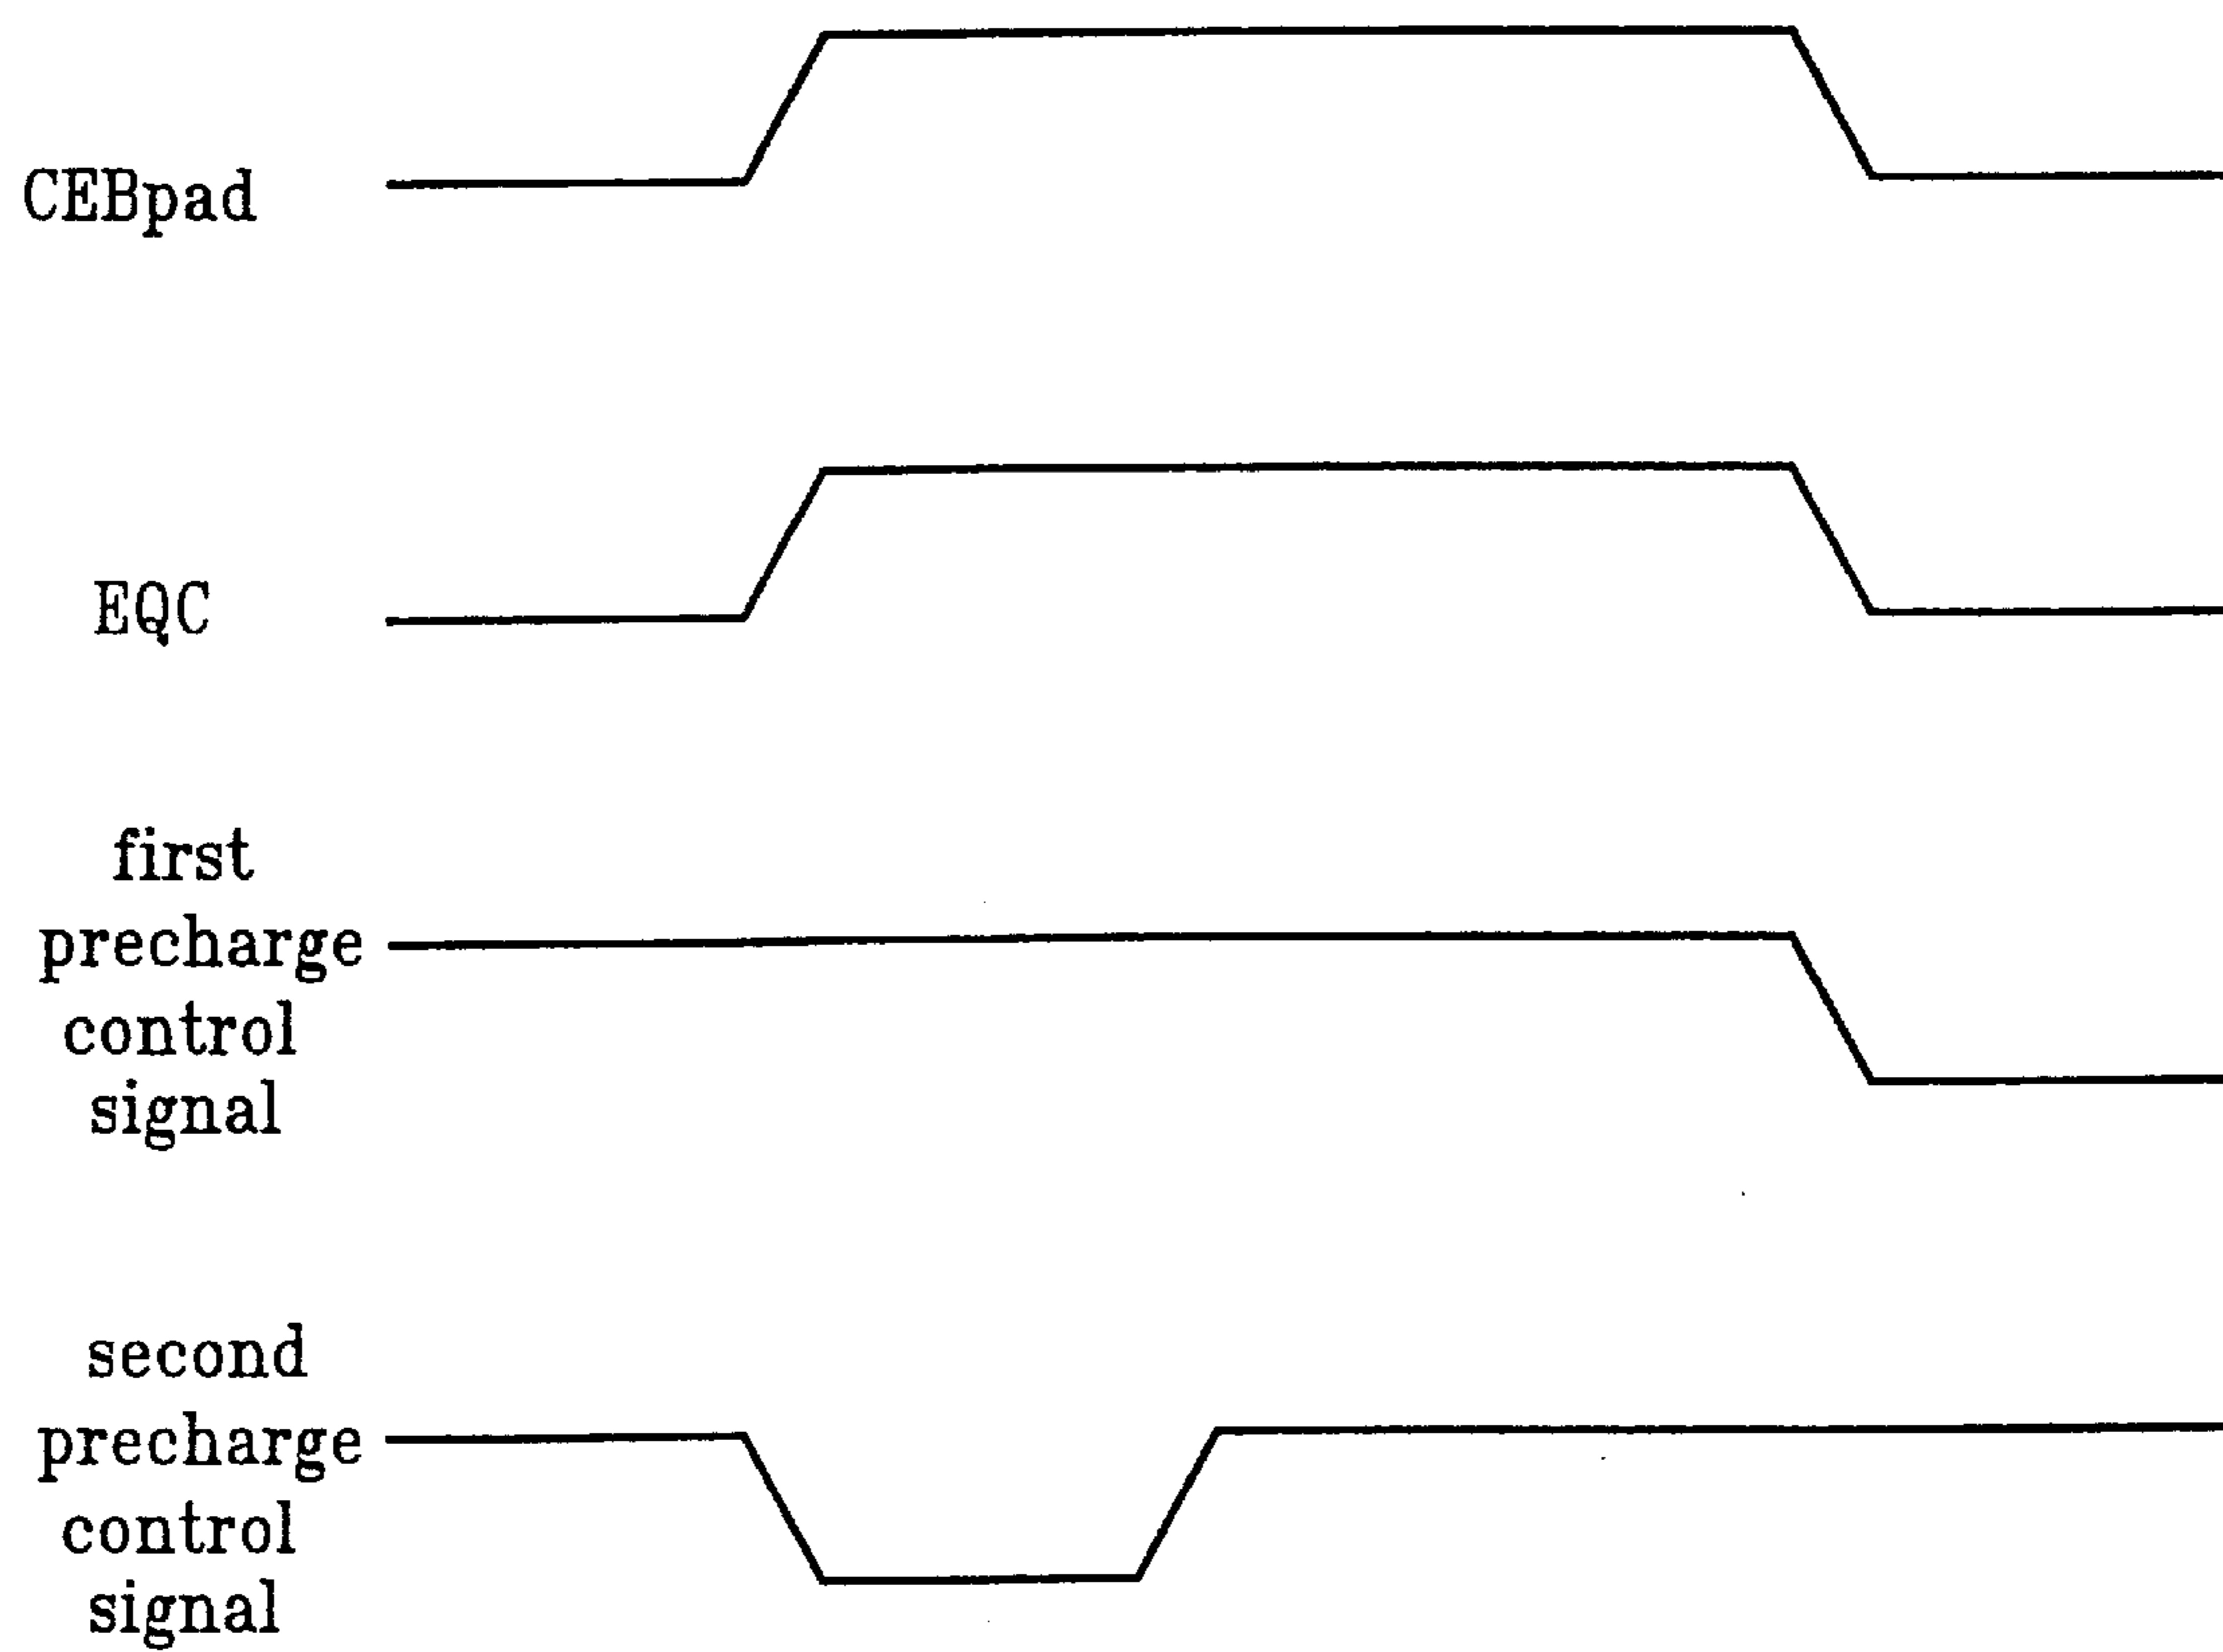 CEBpad
EQC
first
precharge
control
signal
second
precharge
control
signal